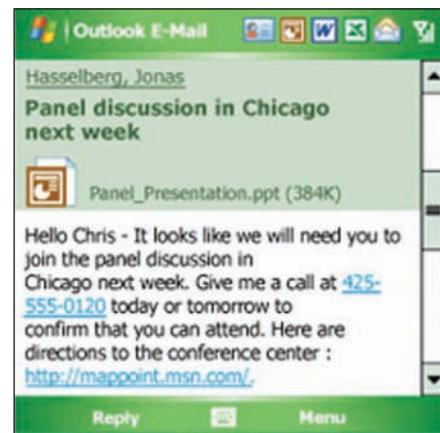 Outlook E-Mail
Hasselberg, Jonas
Panel discussion in Chicago
next week
Panel_Presentation.ppt (384K)
Hello Chris - It looks like we will need you to
join the panel discussion in
Chicago next week. Give me a call at 425-
555-0120 today or tomorrow to
confirm that you can attend. Here are
directions to the conference center :
http://mappoint.msn.com/.
Reply Menu